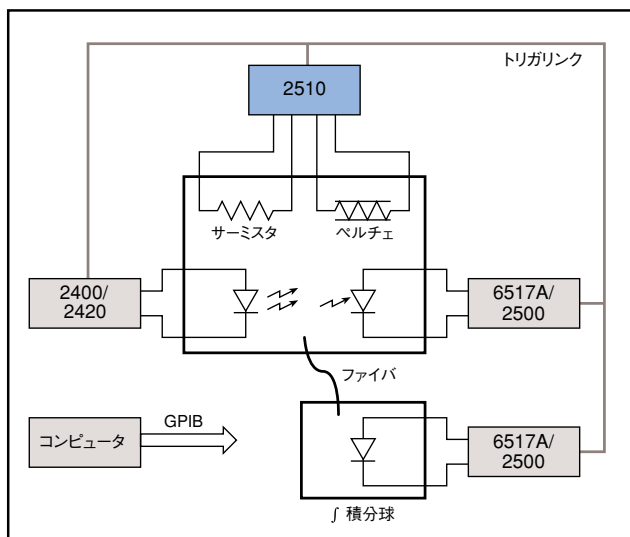 トリガリンク
2510
サーミスタ
ペルチェ
2400/
2420
6517A/
2500
ファイバ
コンピュータ
GPIB
6517A/
2500
∫ 積分球